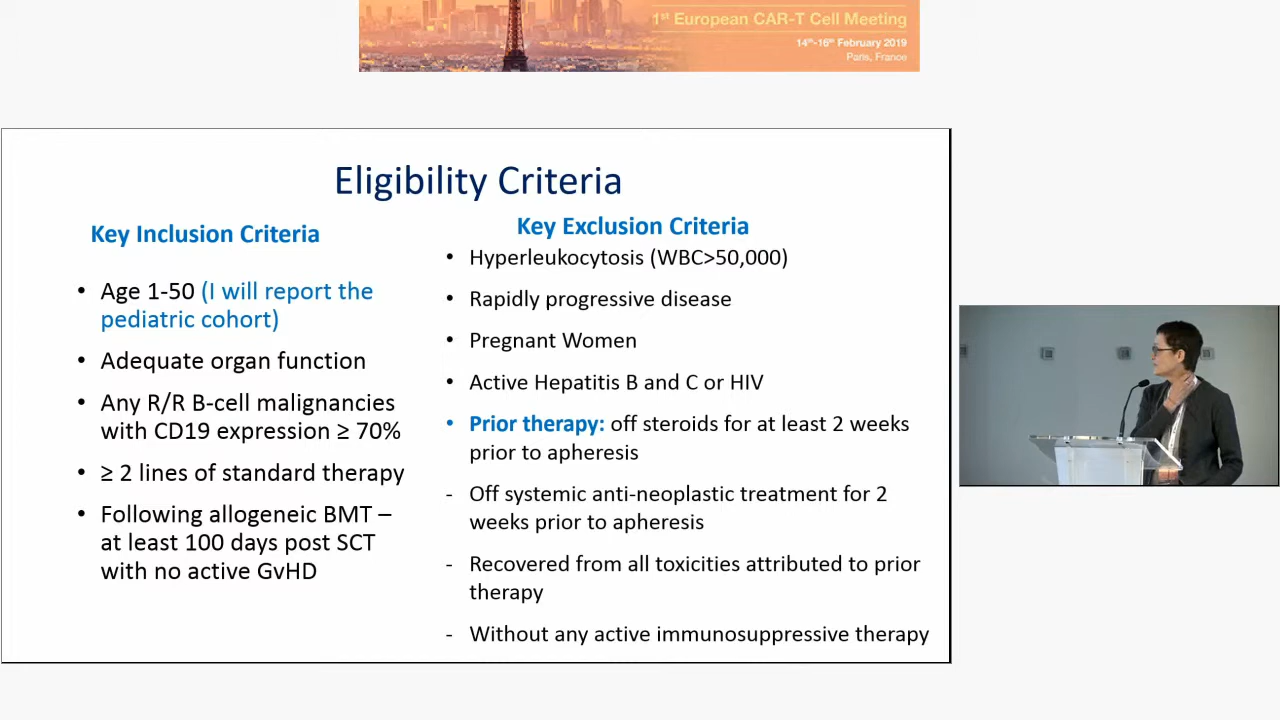 1st European CAR-T Cell Meeting
14th-16th February 2019
Paris, France
Eligibility Criteria
Key Inclusion Criteria
• Age 1-50 (I will report the
pediatric cohort)
• Adequate organ function
• Any R/R B-cell malignancies
with CD19 expression ≥ 70%
• ≥ 2 lines of standard therapy
• Following allogeneic BMT –
at least 100 days post SCT
with no active GvHD
Key Exclusion Criteria
• Hyperleukocytosis (WBC>50,000)
• Rapidly progressive disease
• Pregnant Women
• Active Hepatitis B and C or HIV
• Prior therapy: off steroids for at least 2 weeks
prior to apheresis
- Off systemic anti-neoplastic treatment for 2
weeks prior to apheresis
- Recovered from all toxicities attributed to prior
therapy
- Without any active immunosuppressive therapy